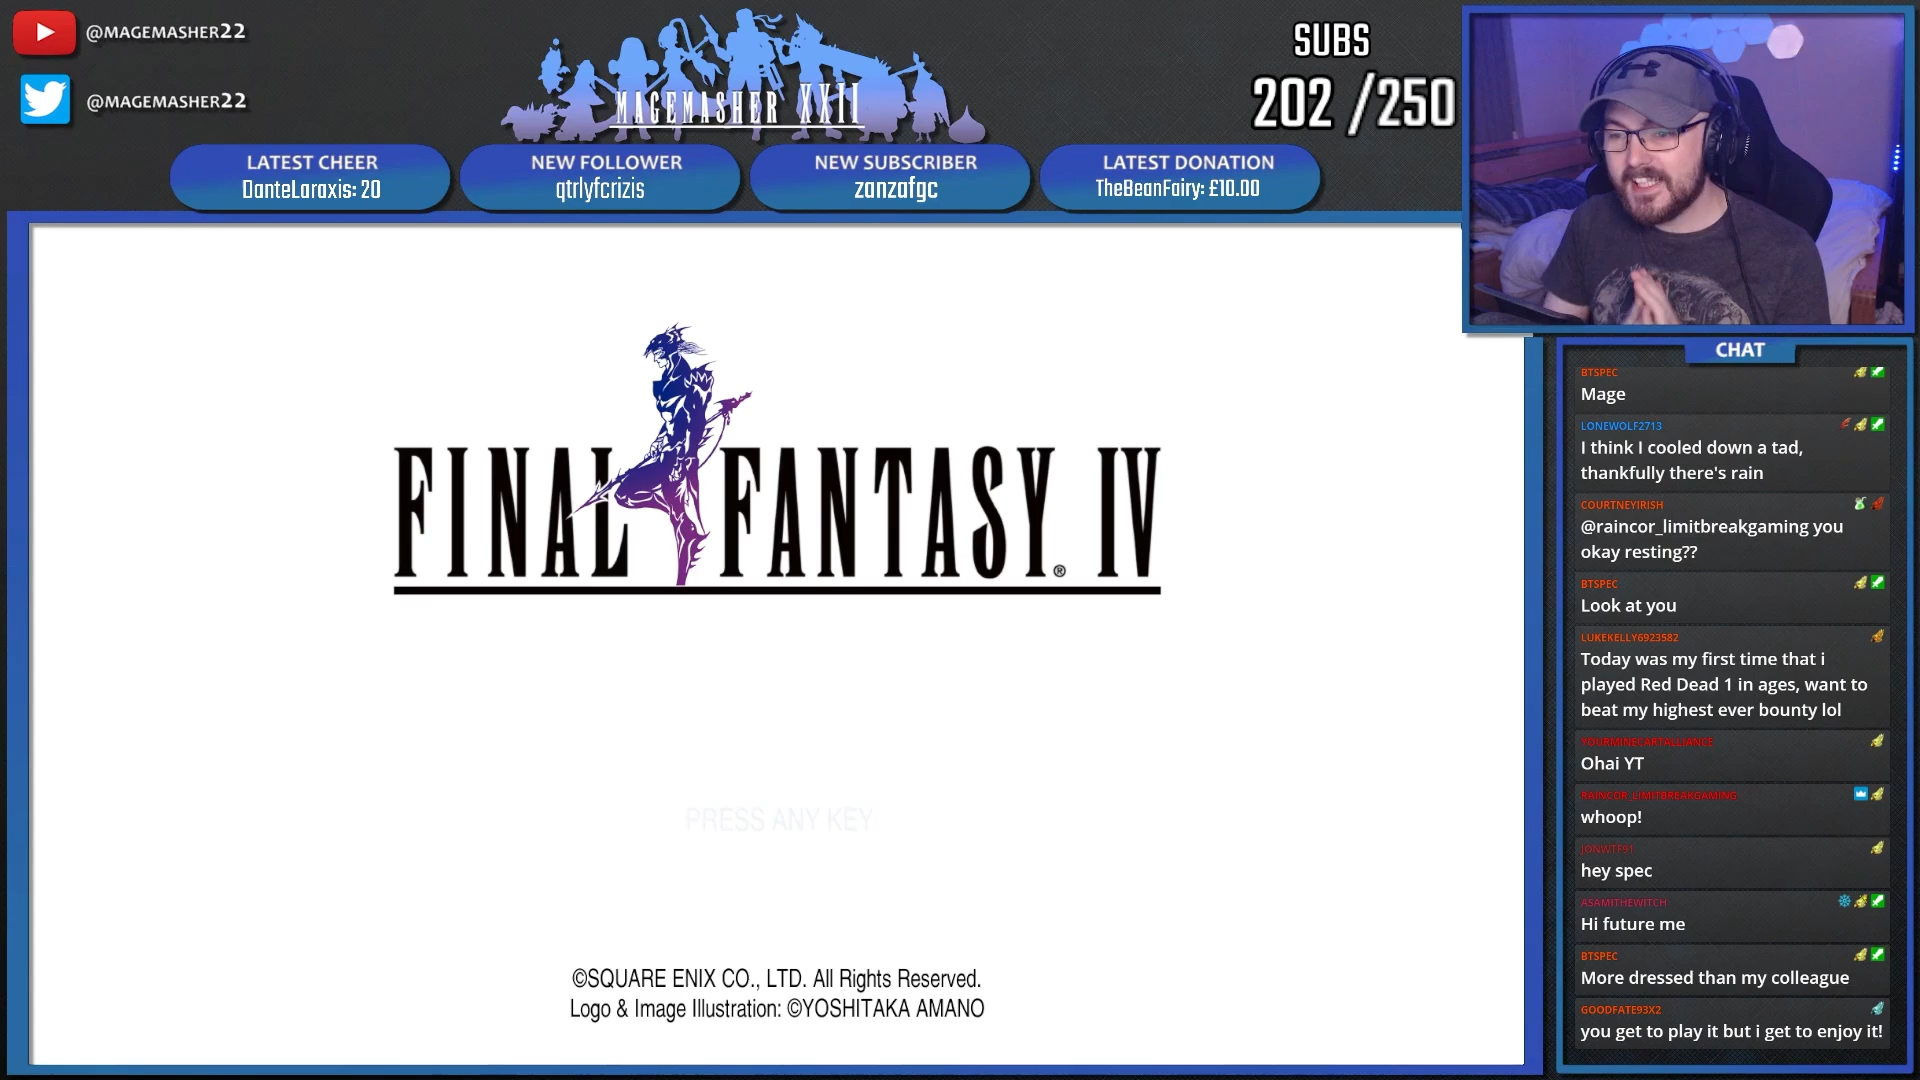 @MAGEMASHER22
@MAGEMASHER22
MAGEMASHER XXII
SUBS
202 /250
LATEST CHEER
DanteLaraxis: 20
NEW FOLLOWER
qtrlyfcrizis
NEW SUBSCRIBER
zanzafgc
LATEST DONATION
TheBeanFairy: £10.00
FINAL FANTASY® IV
PRESS ANY KEY
©SQUARE ENIX CO., LTD. All Rights Reserved.
Logo & Image Illustration: ©YOSHITAKA AMANO
CHAT
BTSPEC
Mage
LONEWOLF2713
I think I cooled down a tad,
thankfully there's rain
COURTNEYIRISH
@raincor_limitbreakgaming you
okay resting??
BTSPEC
Look at you
LUKEKELLY6923582
Today was my first time that i
played Red Dead 1 in ages, want to
beat my highest ever bounty lol
YOURMINECARTALLIANCE
Ohai YT
RAINCOR_LIMITBREAKGAMING
whoop!
JONWTF91
hey spec
ASAMITHEWITCH
Hi future me
BTSPEC
More dressed than my colleague
GOODFATE93X2
you get to play it but i get to enjoy it!